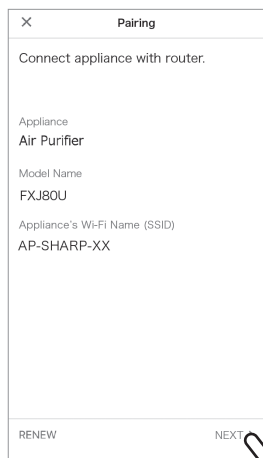 × Pairing
Connect appliance with router.
Appliance
Air Purifier
Model Name
FXJ80U
Appliance's Wi-Fi Name (SSID)
AP-SHARP-XX
RENEW NEXT